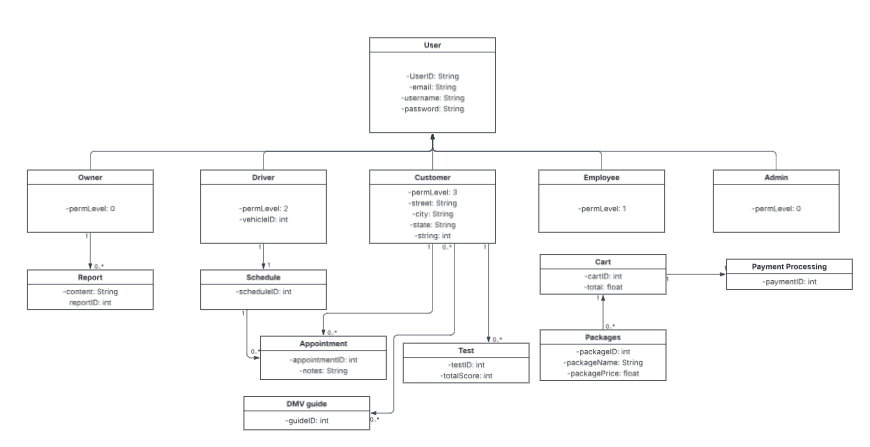 User
-UserID: String
-email: String
-username: String
-password: String
Owner
-permLevel: 0
Driver
-permLevel: 2
-vehicleID: int
Customer
-permLevel: 3
-street: String
-city: String
-state: String
-string: int
Employee
-permLevel: 1
Admin
-permLevel: 0
1
0..*
1
1
1
0..*
1
Report
-content: String
reportID: int
Schedule
-scheduleID: int
Cart
-cartID: int
-total: float
1
1
Payment Processing
-paymentID: int
1
0..*
0..*
Appointment
-appointmentID: int
-notes: String
0..*
Test
-testID: int
-totalScore: int
1
0..*
Packages
-packageID: int
-packageName: String
-packagePrice: float
DMV guide
-guideID: int
0..*